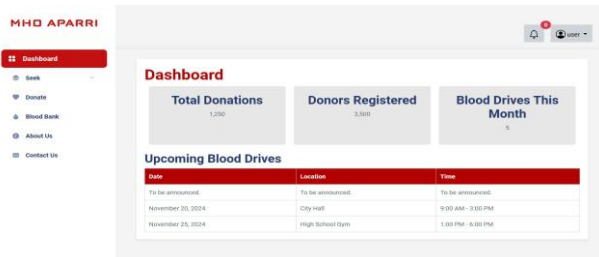 MHO APARRI
0
user
Dashboard
Seek
Donate
Blood Bank
About Us
Contact Us
Dashboard
Total Donations
1,250
Donors Registered
3,500
Blood Drives This
Month
5
Upcoming Blood Drives
Date Location Time
To be announced. To be announced. To be announced.
November 20, 2024 City Hall 9:00 AM - 3:00 PM
November 25, 2024 High School Gym 1:00 PM - 6:00 PM